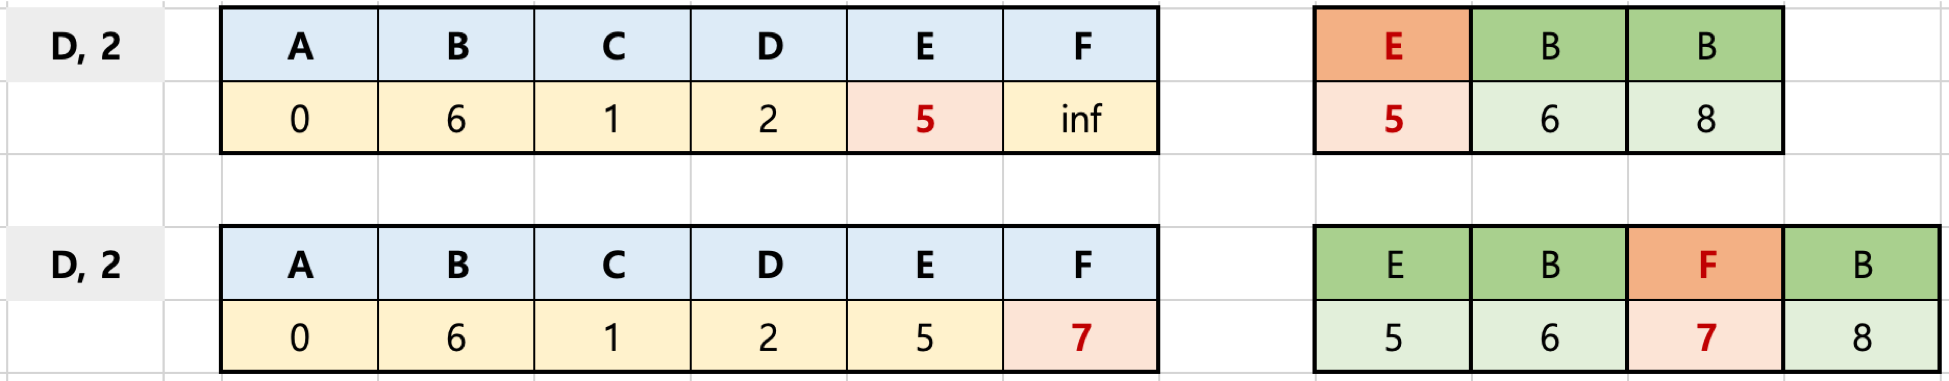 D, 2 A B C D E F E B B
0 6 1 2 5 inf 5 6 8
D, 2 A B C D E F E B F B
0 6 1 2 5 7 5 6 7 8